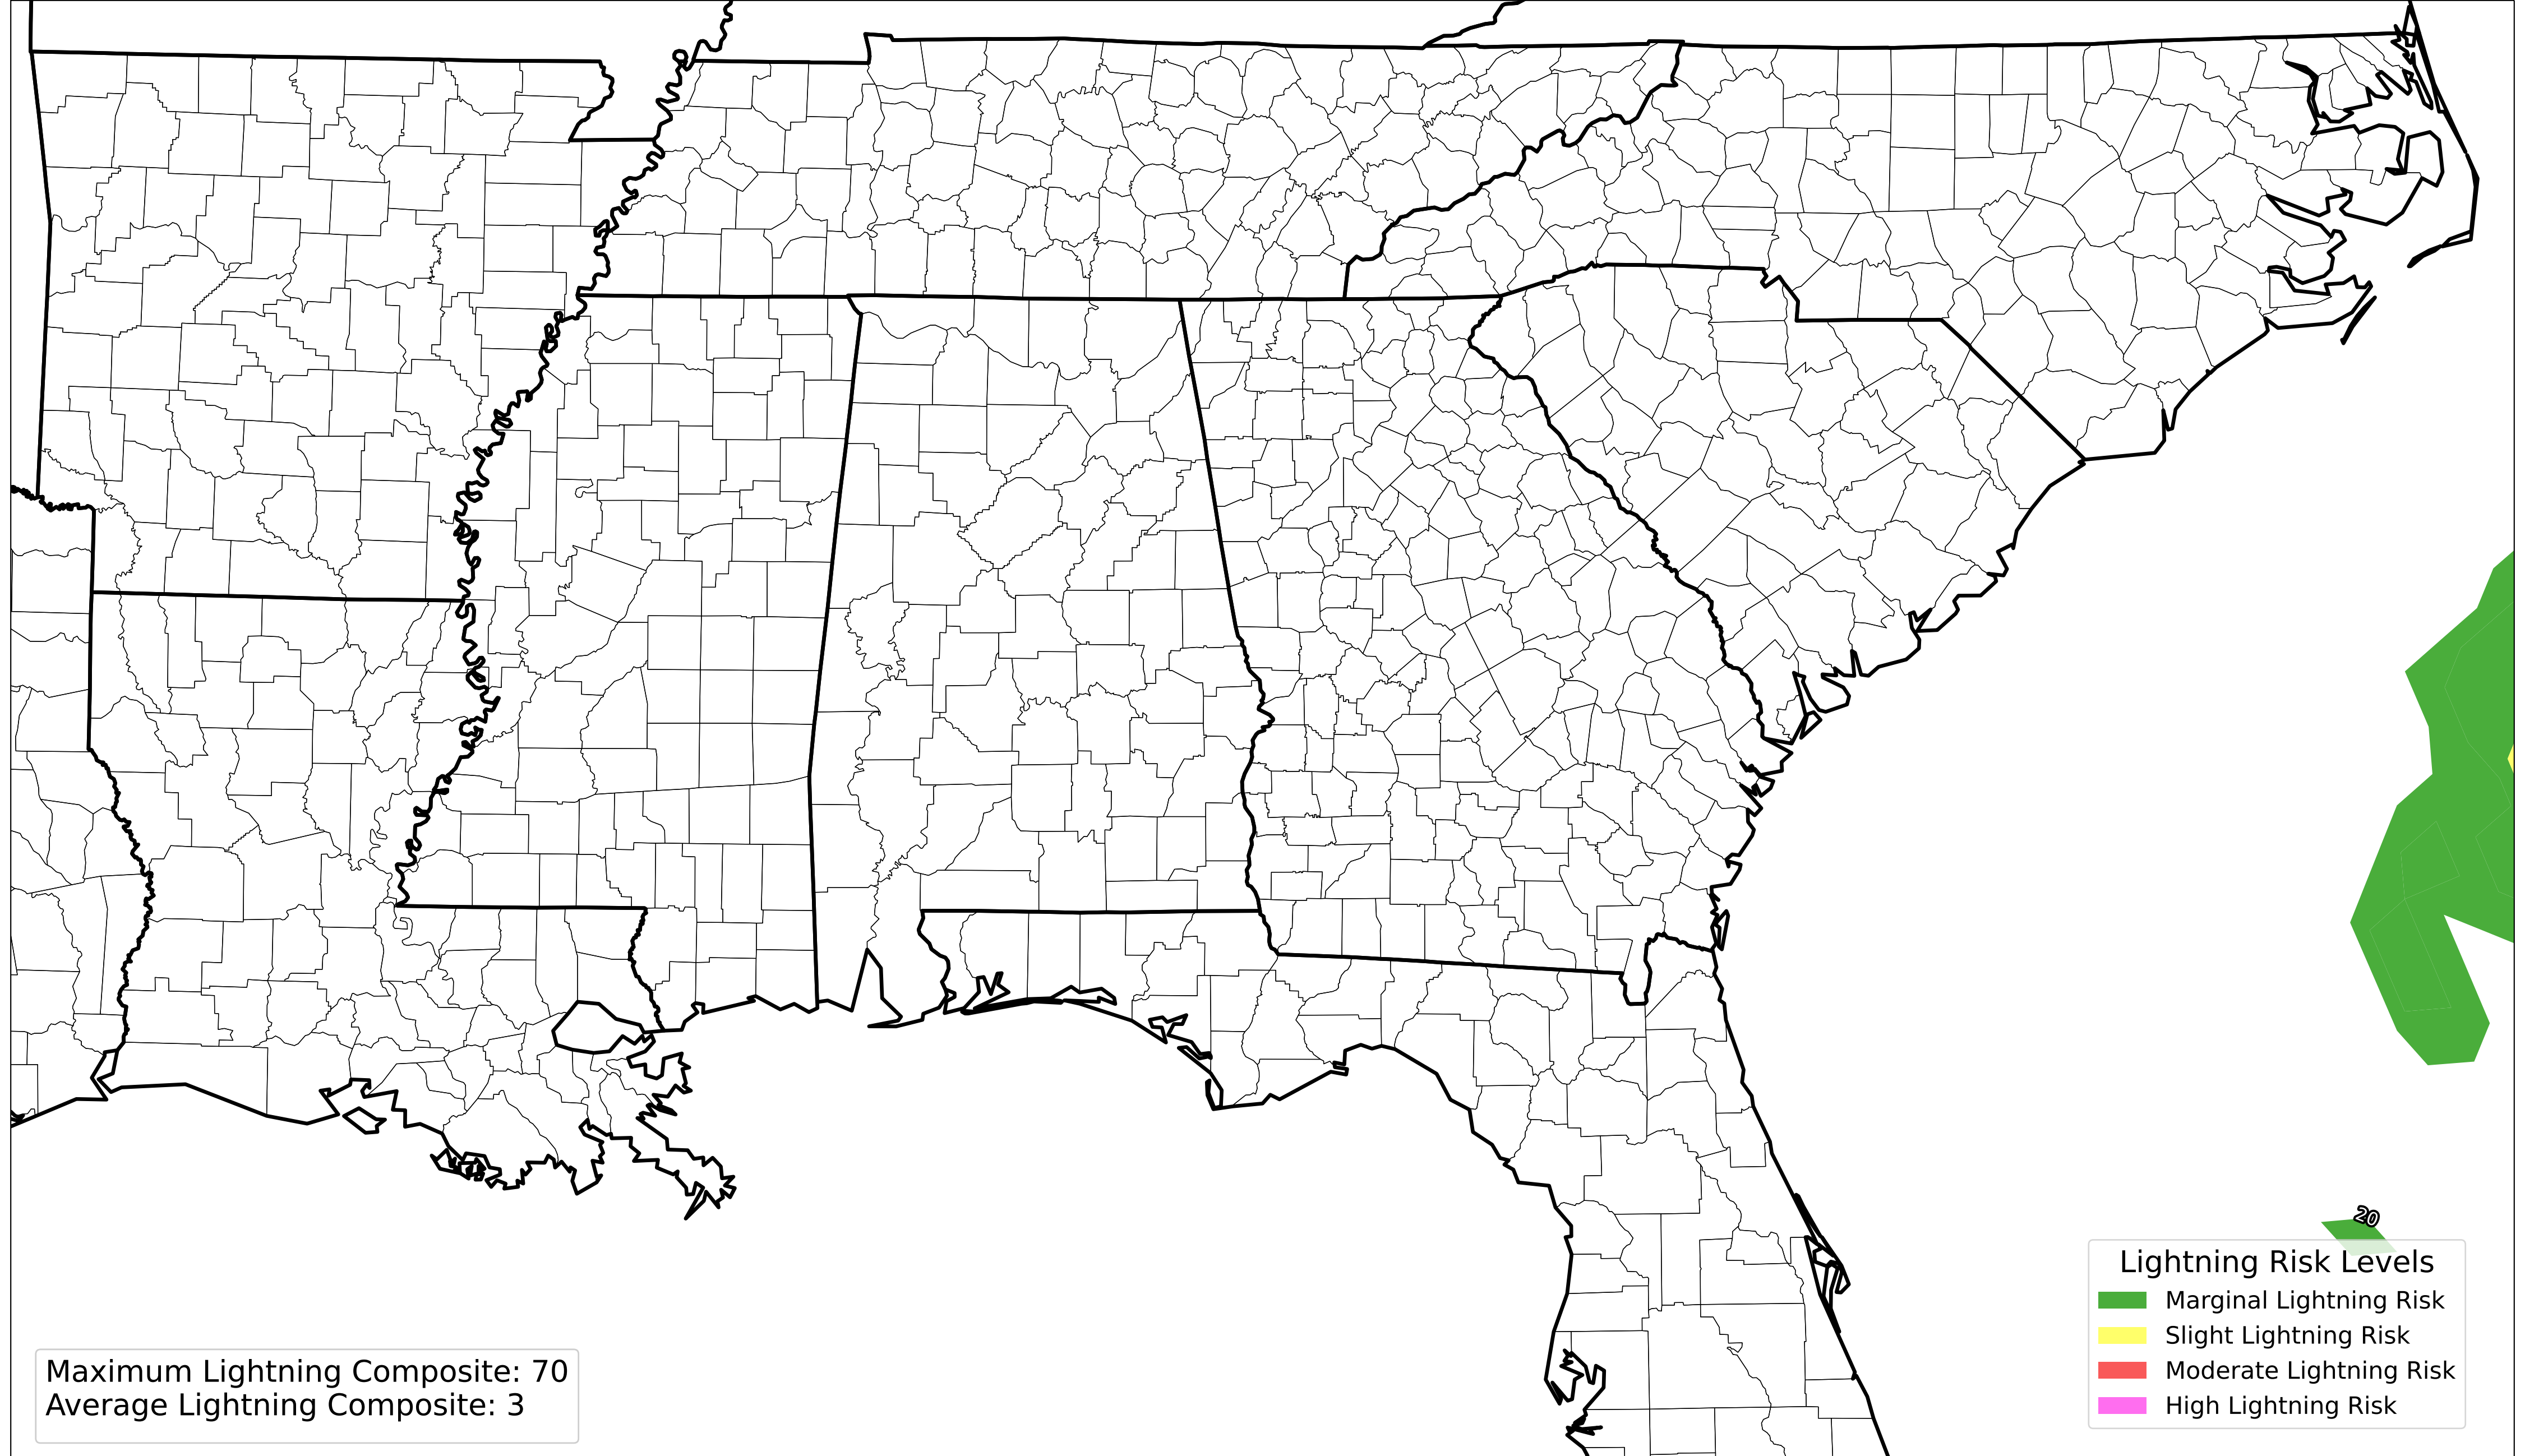 20
Lightning Risk Levels
Marginal Lightning Risk
Slight Lightning Risk
Moderate Lightning Risk
High Lightning Risk
Maximum Lightning Composite: 70
Average Lightning Composite: 3